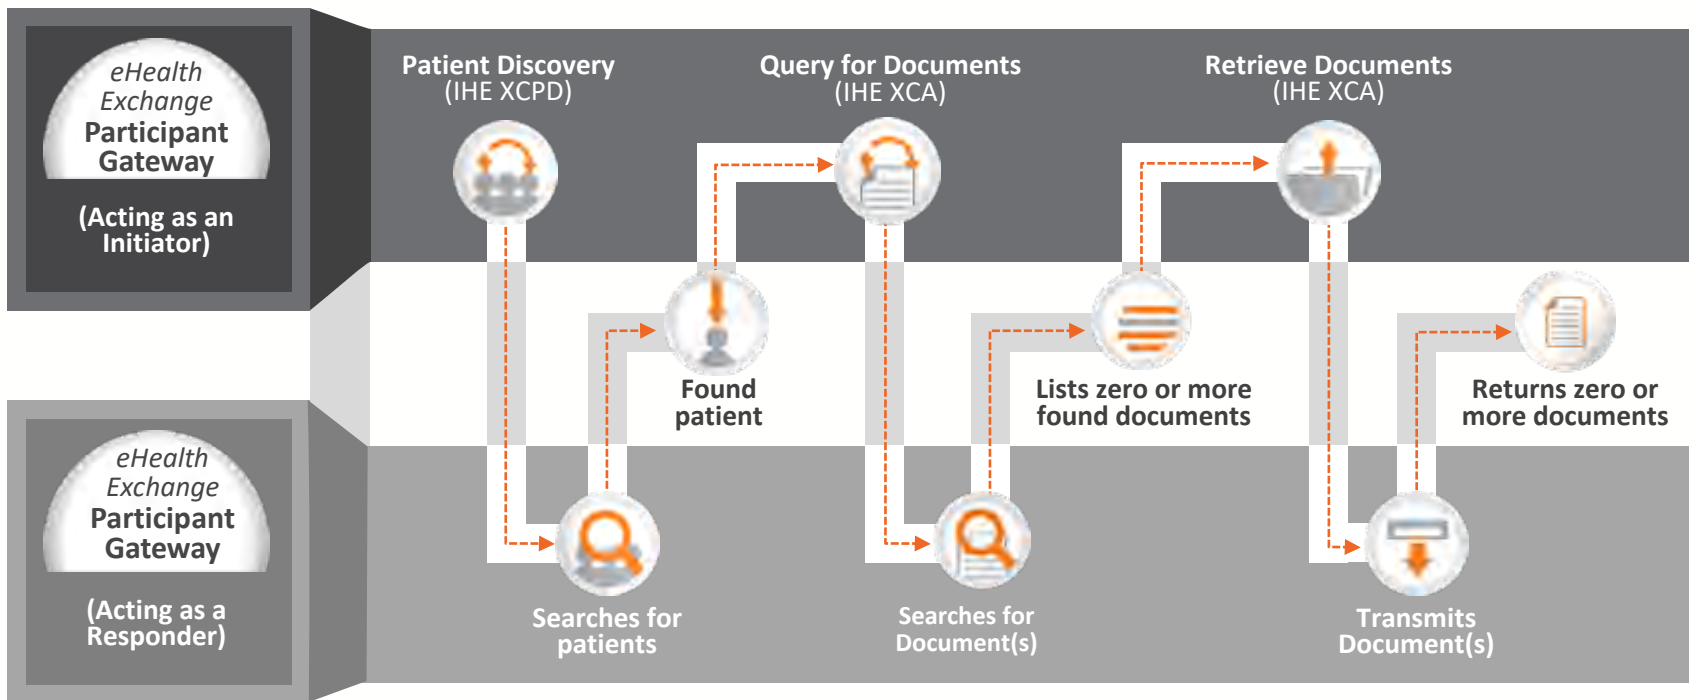 eHealth
Exchange
Participant
Gateway
(Acting as an
Initiator)
Patient Discovery
(IHE XCPD)
Query for Documents
(IHE XCA)
Retrieve Documents
(IHE XCA)
Found
patient
Lists zero or more
found documents
Returns zero or
more documents
eHealth
Exchange
Participant
Gateway
(Acting as a
Responder)
Searches for
patients
Searches for
Document(s)
Transmits
Document(s)